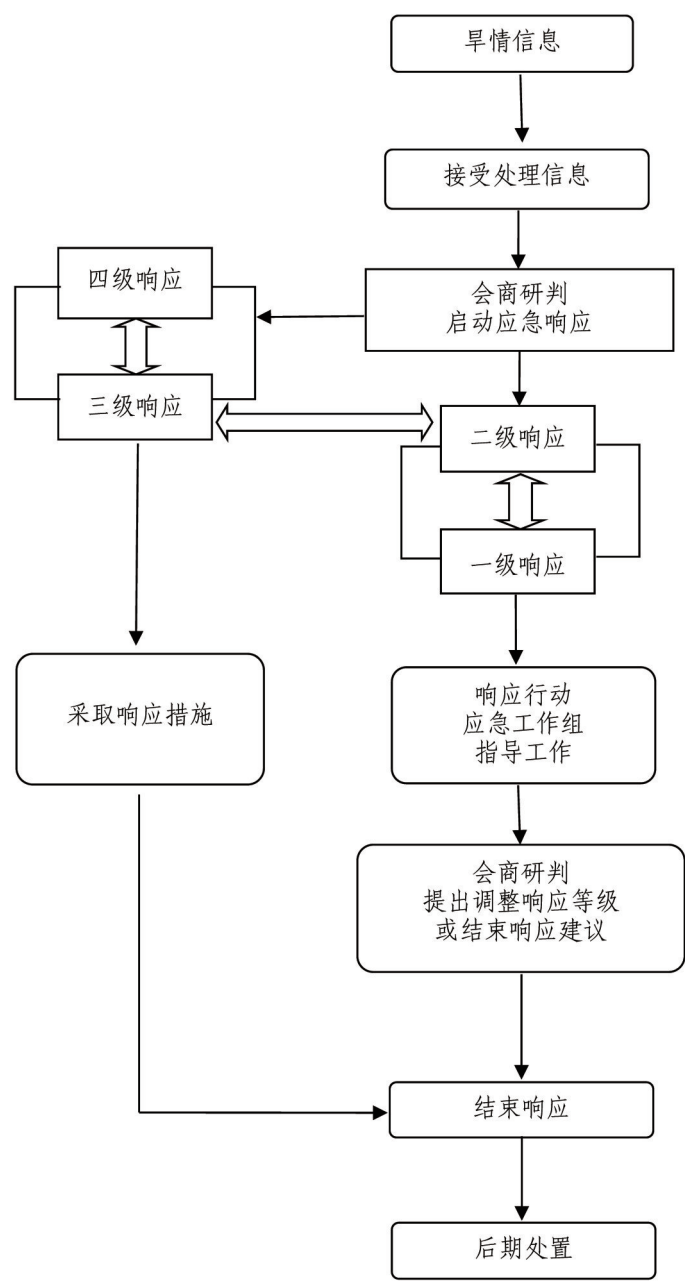 旱情信息
接受处理信息
四级响应
会商研判
启动应急响应
三级响应
二级响应
一级响应
采取响应措施
响应行动
应急工作组
指导工作
会商研判
提出调整响应等级
或结束响应建议
结束响应
后期处置